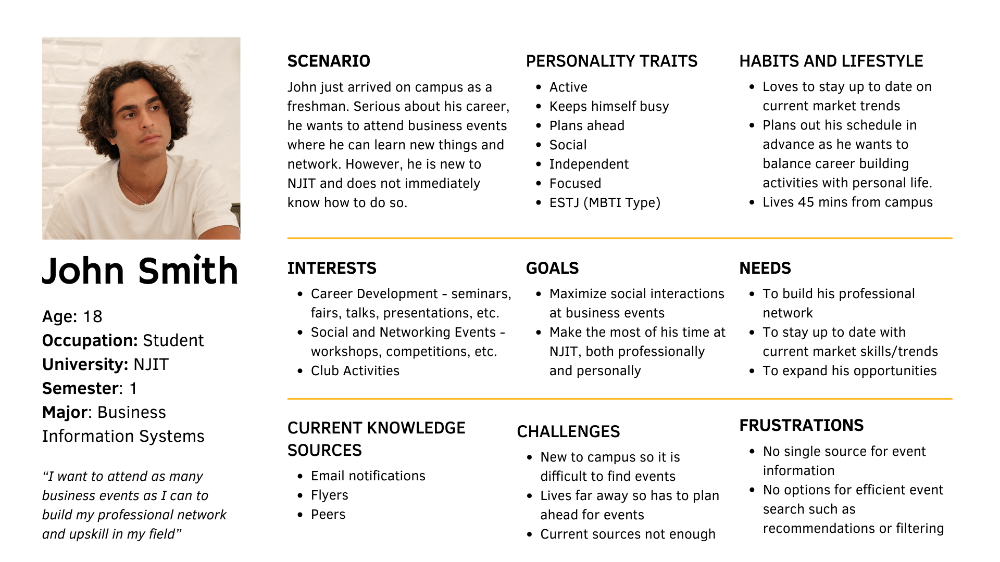 John Smith
Age: 18
Occupation: Student
University: NJIT
Semester: 1
Major: Business
Information Systems
“I want to attend as many
business events as I can to
build my professional network
and upskill in my field”
SCENARIO
John just arrived on campus as a
freshman. Serious about his career,
he wants to attend business events
where he can learn new things and
network. However, he is new to
NJIT and does not immediately
know how to do so.
PERSONALITY TRAITS
• Active
• Keeps himself busy
• Plans ahead
• Social
• Independent
• Focused
• ESTJ (MBTI Type)
HABITS AND LIFESTYLE
• Loves to stay up to date on
current market trends
• Plans out his schedule in
advance as he wants to
balance career building
activities with personal life.
• Lives 45 mins from campus
INTERESTS
• Career Development - seminars,
fairs, talks, presentations, etc.
• Social and Networking Events -
workshops, competitions, etc.
• Club Activities
GOALS
• Maximize social interactions
at business events
• Make the most of his time at
NJIT, both professionally
and personally
NEEDS
• To build his professional
network
• To stay up to date with
current market skills/trends
• To expand his opportunities
CURRENT KNOWLEDGE
SOURCES
• Email notifications
• Flyers
• Peers
CHALLENGES
• New to campus so it is
difficult to find events
• Lives far away so has to plan
ahead for events
• Current sources not enough
FRUSTRATIONS
• No single source for event
information
• No options for efficient event
search such as
recommendations or filtering